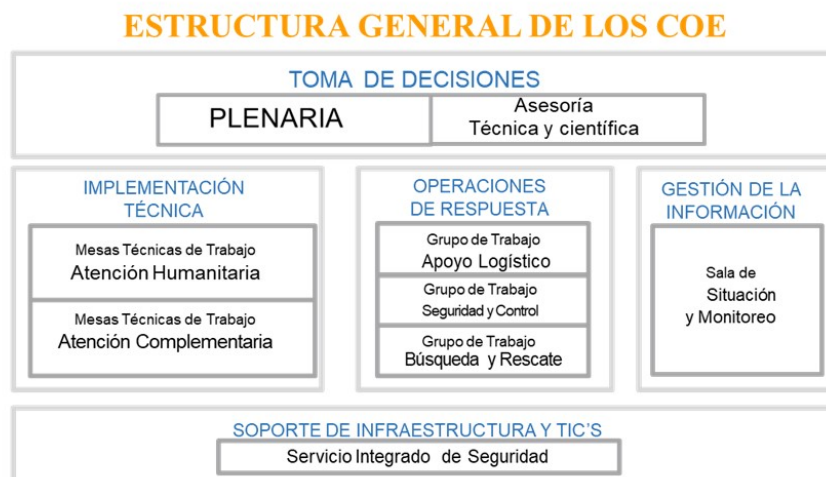 ESTRUCTURA GENERAL DE LOS COE
TOMA DE DECISIONES
PLENARIA
Asesoría
Técnica y científica
IMPLEMENTACIÓN
TÉCNICA
Mesas Técnicas de Trabajo
Atención Humanitaria
Mesas Técnicas de Trabajo
Atención Complementaria
OPERACIONES
DE RESPUESTA
Grupo de Trabajo
Apoyo Logístico
Grupo de Trabajo
Seguridad y Control
Grupo de Trabajo
Búsqueda y Rescate
GESTIÓN DE LA
INFORMACIÓN
Sala de
Situación
y Monitoreo
SOPORTE DE INFRAESTRUCTURA Y TIC'S
Servicio Integrado de Seguridad